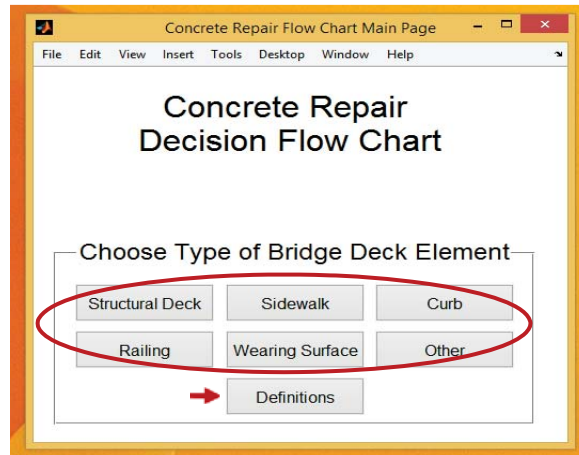 Concrete Repair Flow Chart Main Page
File Edit View Insert Tools Desktop Window Help
Concrete Repair
Decision Flow Chart
Choose Type of Bridge Deck Element
Structural Deck Sidewalk Curb
Railing Wearing Surface Other
Definitions